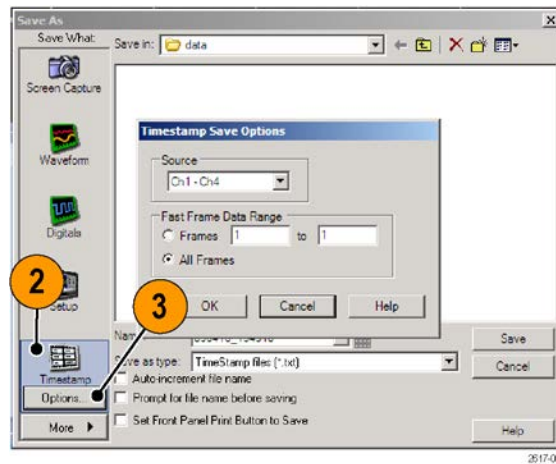 Save As
Save What:
Save in: data
Screen Capture
Waveform
Digitals
Setup
Timestamp
Options...
More
Timestamp Save Options
Source
Ch1 - Ch4
Fast Frame Data Range
Frames 1 to 1
All Frames
OK Cancel Help
2
3
Save
Save as type: TimeStamp files (*.txt)
Cancel
Auto-increment file name
Prompt for file name before saving
Set Front Panel Print Button to Save
Help